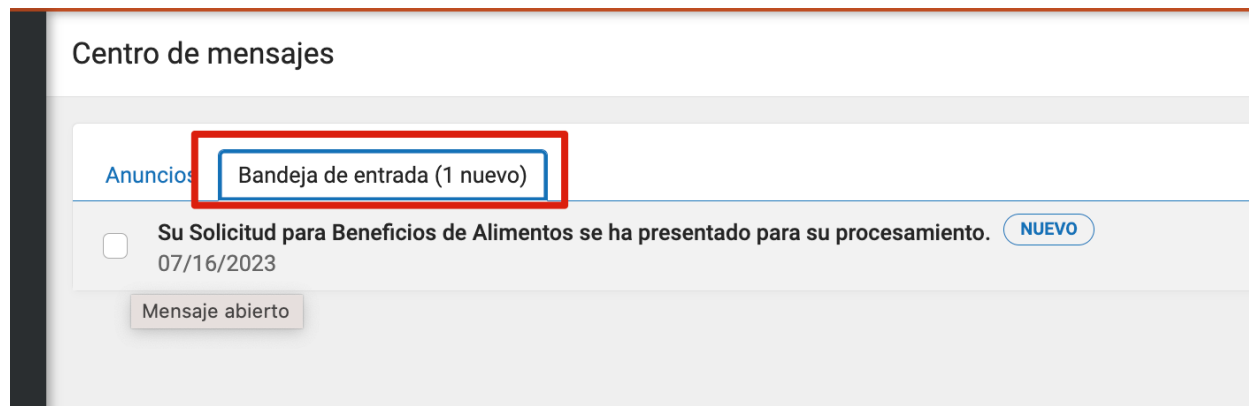 Centro de mensajes
Anuncios
Bandeja de entrada (1 nuevo)
Su Solicitud para Beneficios de Alimentos se ha presentado para su procesamiento. NUEVO
07/16/2023
Mensaje abierto